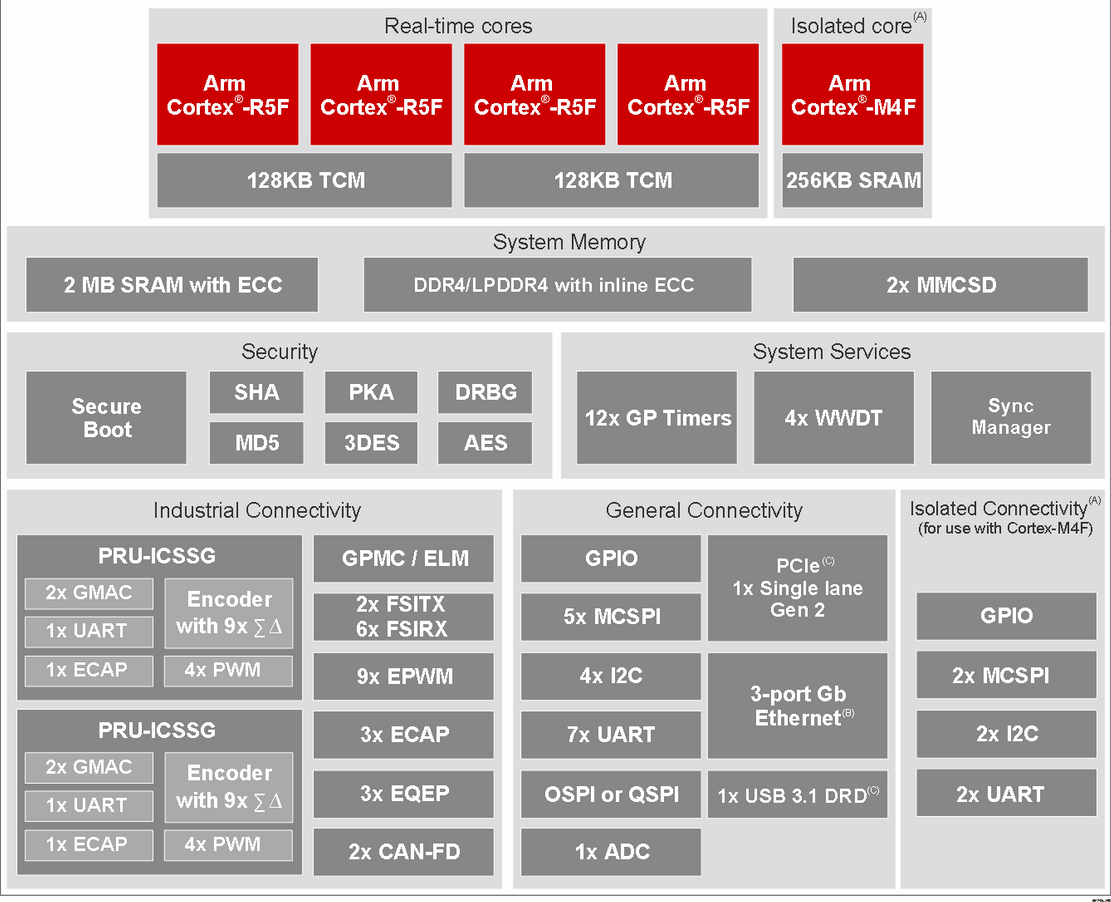 Real-time cores
Isolated core(A)
Arm
Cortex®-R5F
Arm
Cortex®-R5F
Arm
Cortex®-R5F
Arm
Cortex®-R5F
Arm
Cortex®-M4F
128KB TCM
128KB TCM
256KB SRAM
System Memory
2 MB SRAM with ECC
DDR4/LPDDR4 with inline ECC
2x MMCSD
Security
Secure
Boot
SHA
PKA
DRBG
MD5
3DES
AES
System Services
12x GP Timers
4x WWDT
Sync
Manager
Industrial Connectivity
PRU-ICSSG
2x GMAC
1x UART
1x ECAP
Encoder
with 9x ∑ ∆
4x PWM
PRU-ICSSG
2x GMAC
1x UART
1x ECAP
Encoder
with 9x ∑ ∆
4x PWM
GPMC / ELM
2x FSITX
6x FSIRX
9x EPWM
3x ECAP
3x EQEP
2x CAN-FD
General Connectivity
GPIO
5x MCSPI
4x I2C
7x UART
OSPI or QSPI
1x ADC
PCIe(C)
1x Single lane
Gen 2
3-port Gb
Ethernet(B)
1x USB 3.1 DRD(C)
Isolated Connectivity(A)
(for use with Cortex-M4F)
GPIO
2x MCSPI
2x I2C
2x UART